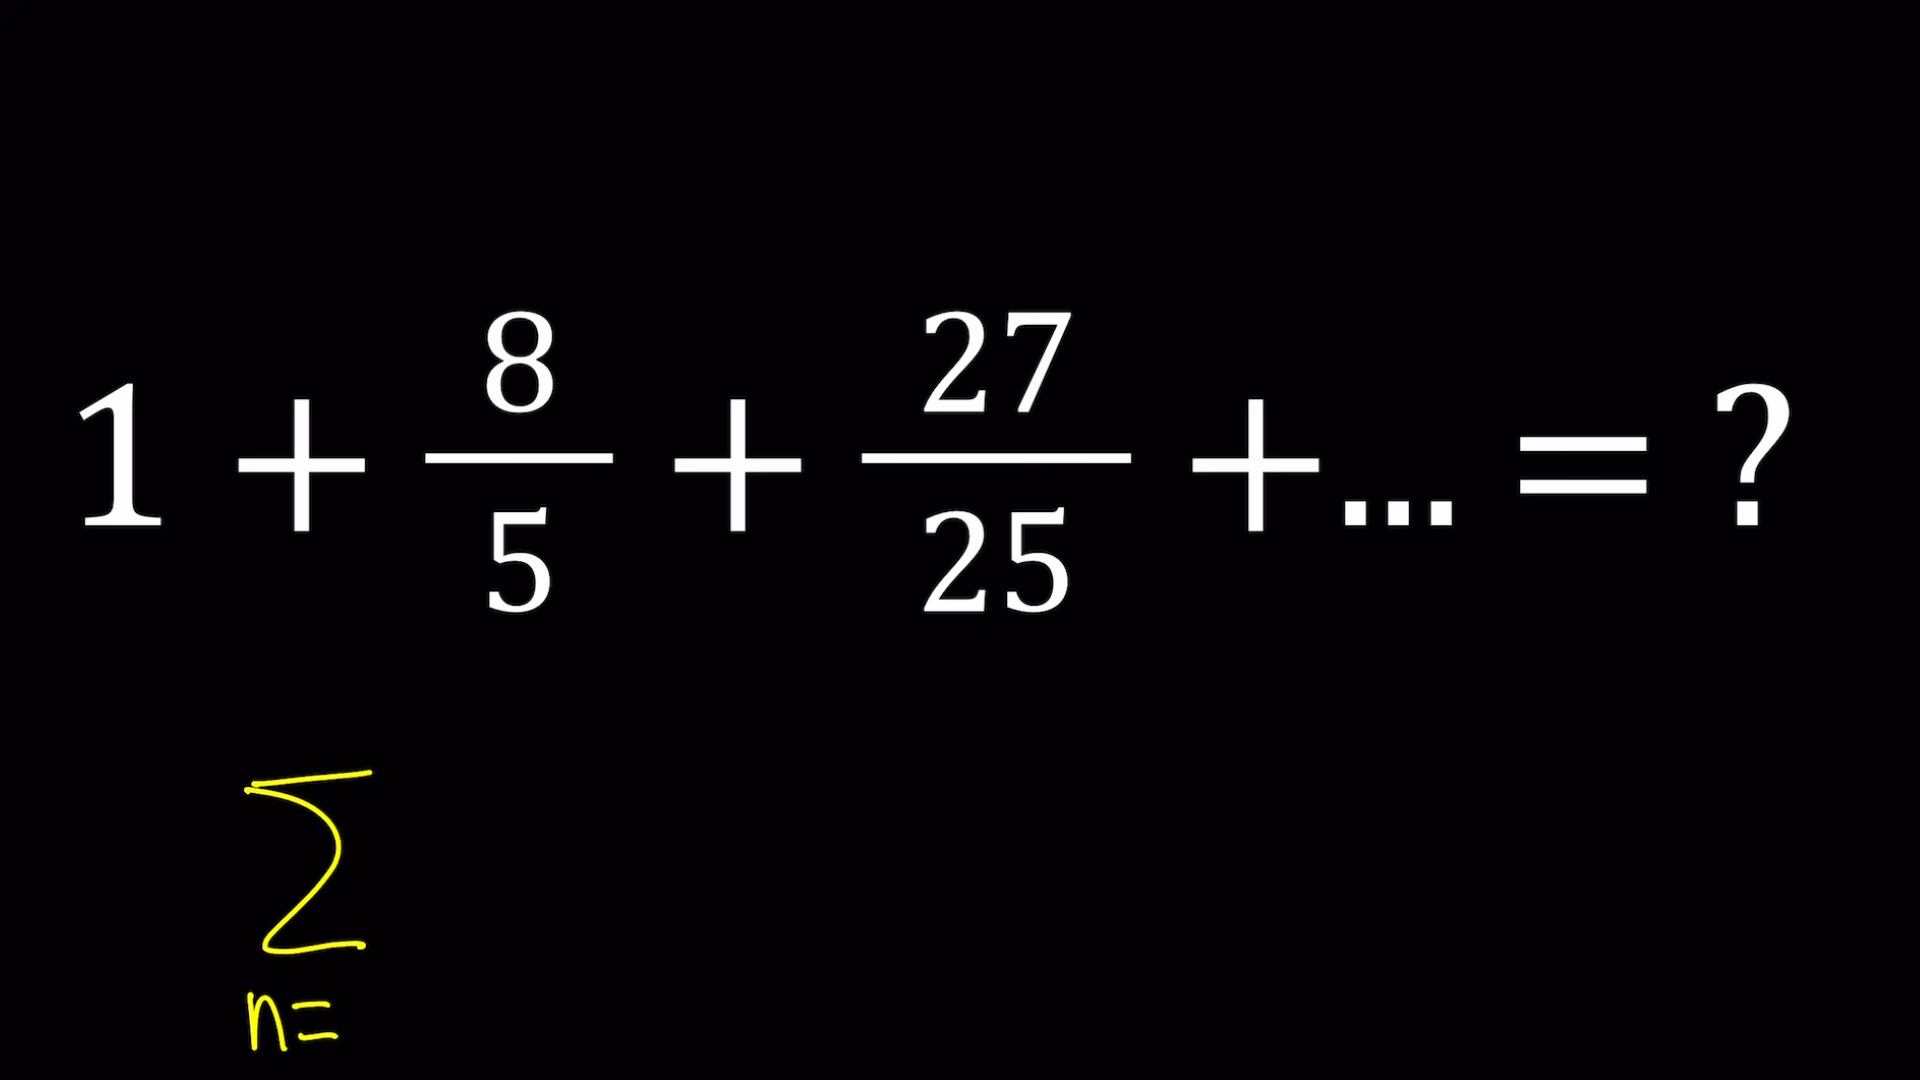 1 + 8/5 + 27/25 + ... = ?
Σ
n=